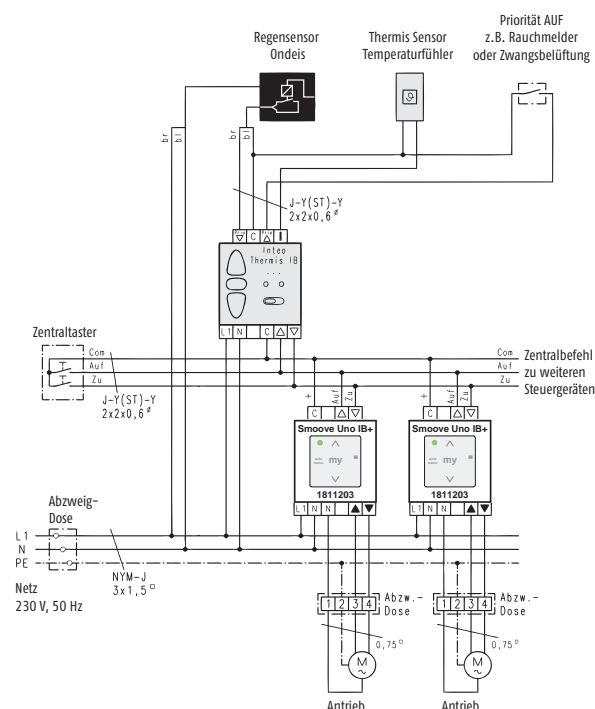 Priorität AUF
z.B. Rauchmelder
oder Zwangsbelüftung
Regensensor
Ondeis
Thermis Sensor
Temperaturfühler
br
bl
br
bl
J-Y(ST)-Y
2x2x0,6 ø
Prio C Prio I
Inteo
Thermis IB
...
L1 N C
Zentraltaster
Com
Auf
Zu
J-Y(ST)-Y
2x2x0,6 ø
Com
Auf
Zu
Zentralbefehl
zu weiteren
Steuergeräten
+
Auf
Zu
+
Auf
Zu
C
C
Smoove Uno IB+
my
1811203
L1 N N
Smoove Uno IB+
my
1811203
L1 N N
Abzweig-
Dose
L1
N
PE
Netz
230 V, 50 Hz
NYM-J
3x1,5
1 2 3 4
Abzw.-
Dose
0,75
M
Antrieb
1 2 3 4
Abzw.-
Dose
0,75
M
Antrieb